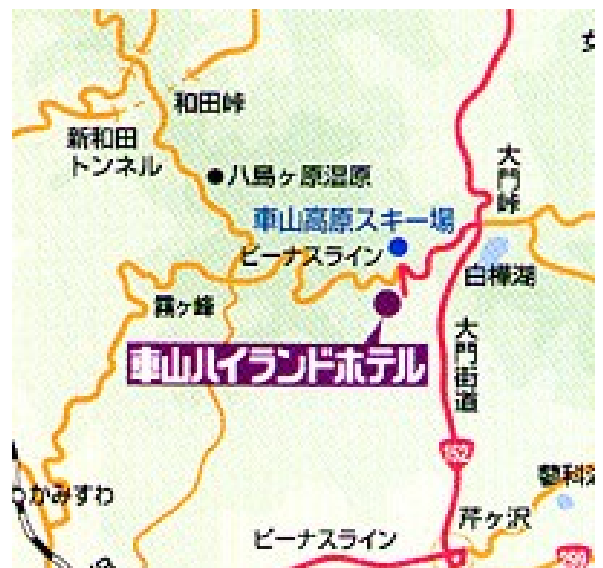 和田峠
新和田
トンネル
八島ヶ原湿原
大門峠
車山高原スキー場
ビーナスライン
白樺湖
霧ヶ峰
車山ハイランドホテル
大門街道
152
かみすわ
芹ヶ沢
ビーナスライン
299